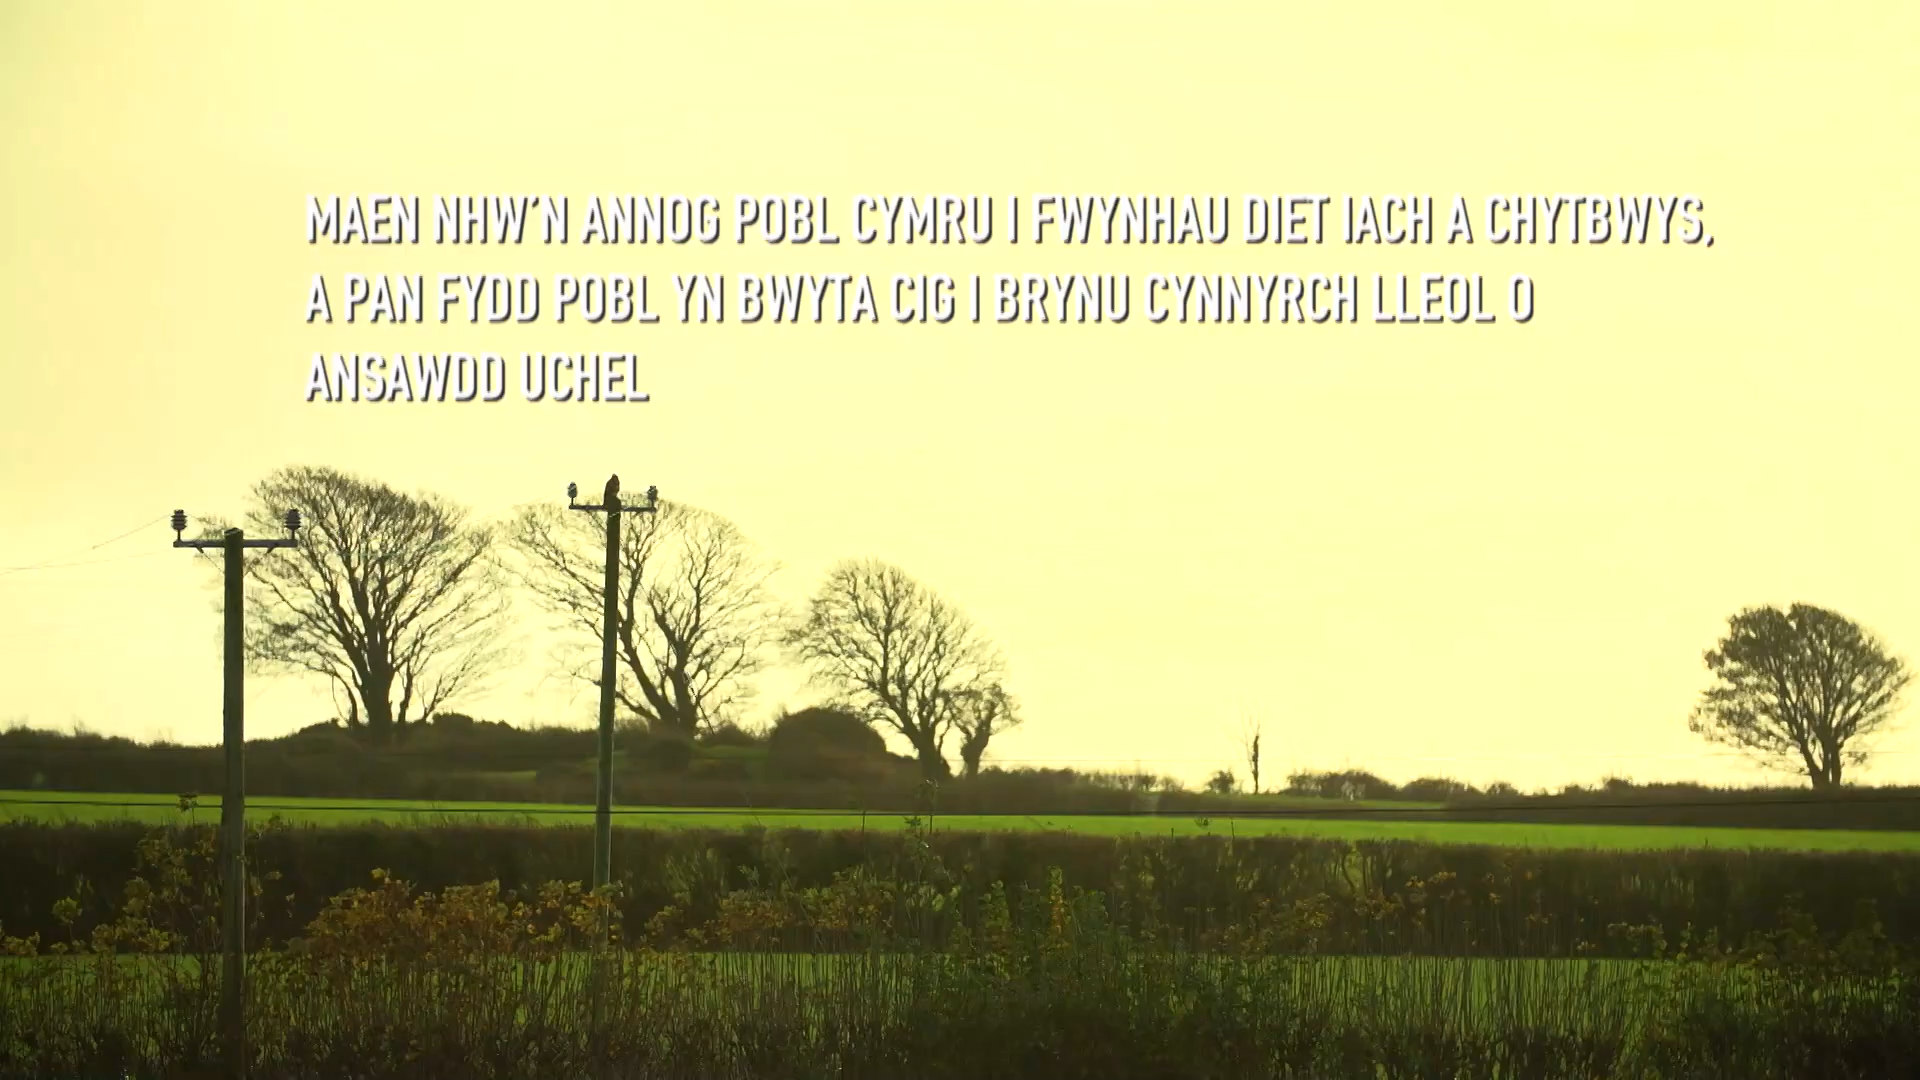 MAEN NHW'N ANNOG POBL CYMRU I FWYNHAU DIET IACH A CHYTBWYS,
A PAN FYDD POBL YN BWYTA CIG I BRYNU CYNNYRCH LLEOL O
ANSAWDD UCHEL